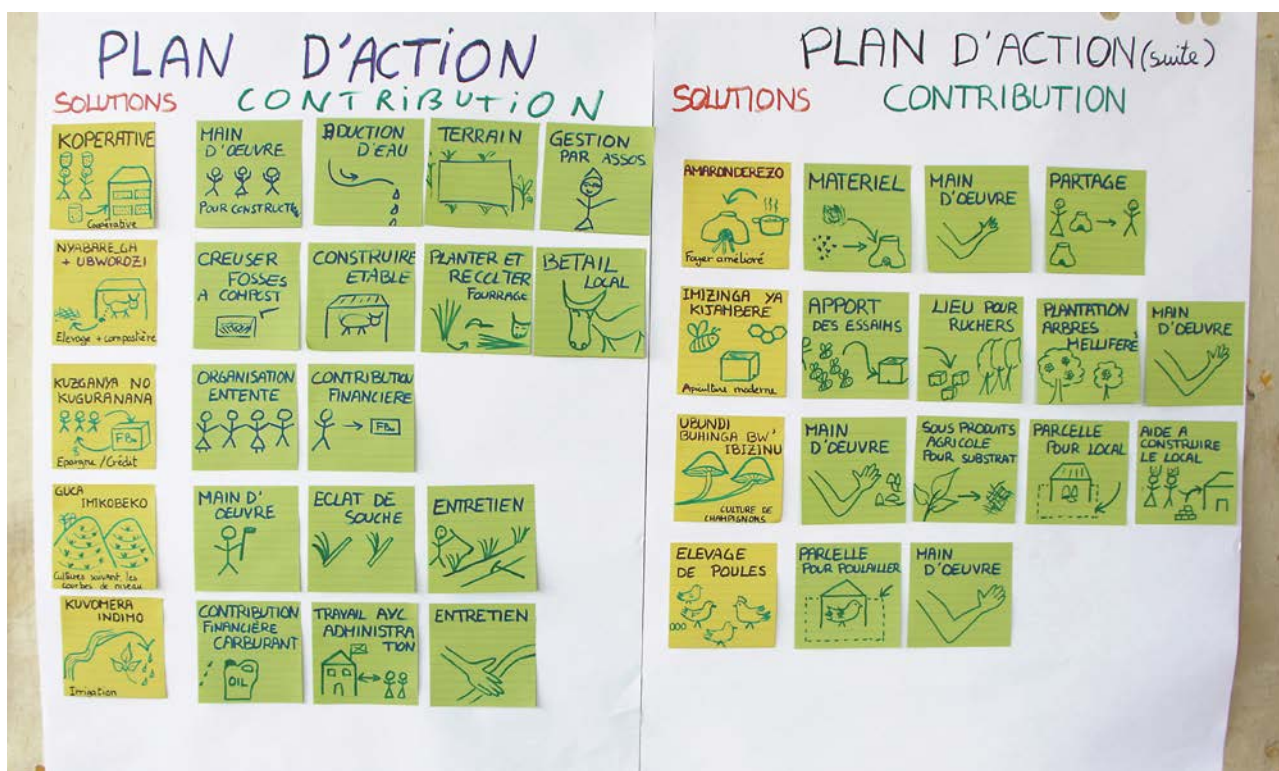 PLAN D'ACTION
SOLUTIONS CONTRIBUTION
KOPERATIVE
Coopérative
MAIN
D'OEUVRE
POUR CONSTRUCTE
ADUCTION
D'EAU
TERRAIN
GESTION
PAR ASSOS
NYABARE_GA
+ UBWOROZI
Elevage + compostière
CREUSER
FOSSES
A COMPOST
CONSTRUIRE
ETABLE
PLANTER ET
RECOLTER
FOURRAGE
BETAIL
LOCAL
KUZGANYA NO
KUGURANANA
FBu
Epargne / Crédit
ORGANISATION
ENTENTE
CONTRIBUTION
FINANCIERE
FBu
GUCA
IMIKOBEKO
Cultures suivant les
courbes de niveau
MAIN D'
OEUVRE
ECLAT DE
SOUCHE
ENTRETIEN
KUVOMERA
INDIMO
Irrigation
CONTRIBUTION
FINANCIÈRE
CARBURANT
OIL
TRAVAIL AVC
ADMINISTRA
TION
ENTRETIEN
PLAN D'ACTION (suite)
SOLUTIONS CONTRIBUTION
AMARONDEREZO
Foyer amélioré
MATERIEL
MAIN
D'OEUVRE
PARTAGE
IMIZINGA YA
KIJAMBERE
Apiculture moderne
APPORT
DES ESSAIMS
LIEU POUR
RUCHERS
PLANTATION
ARBRES
MELLIFERE
MAIN
D'OEUVRE
UBUNDI
BUHINGA BW'
IBIZINU
CULTURE DE
CHAMPIGNONS
MAIN
D'OEUVRE
SOUS PRODUITS
AGRICOLE
POUR SUBSTRAT
PARCELLE
POUR LOCAL
AIDE A
CONSTRUIRE
LE LOCAL
ELEVAGE
DE POULES
PARCELLE
POUR POULAILLER
MAIN
D'OEUVRE